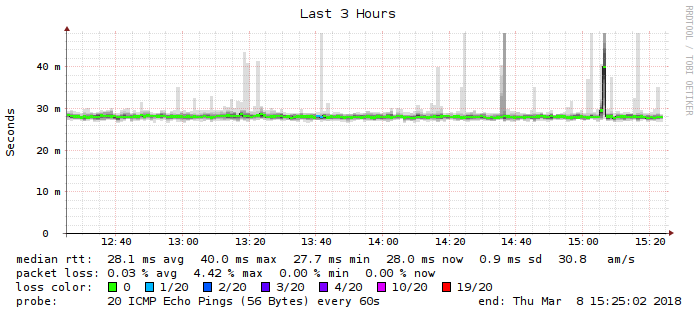 Last 3 Hours
RRDTOOL / TOBI OETIKER
Seconds
40 m
30 m
20 m
10 m
0
12:40 13:00 13:20 13:40 14:00 14:20 14:40 15:00 15:20
median rtt: 28.1 ms avg 40.0 ms max 27.7 ms min 28.0 ms now 0.9 ms sd 30.8 am/s
packet loss: 0.03 % avg 4.42 % max 0.00 % min 0.00 % now
loss color: 0 1/20 2/20 3/20 4/20 10/20 19/20
probe: 20 ICMP Echo Pings (56 Bytes) every 60s end: Thu Mar 8 15:25:02 2018